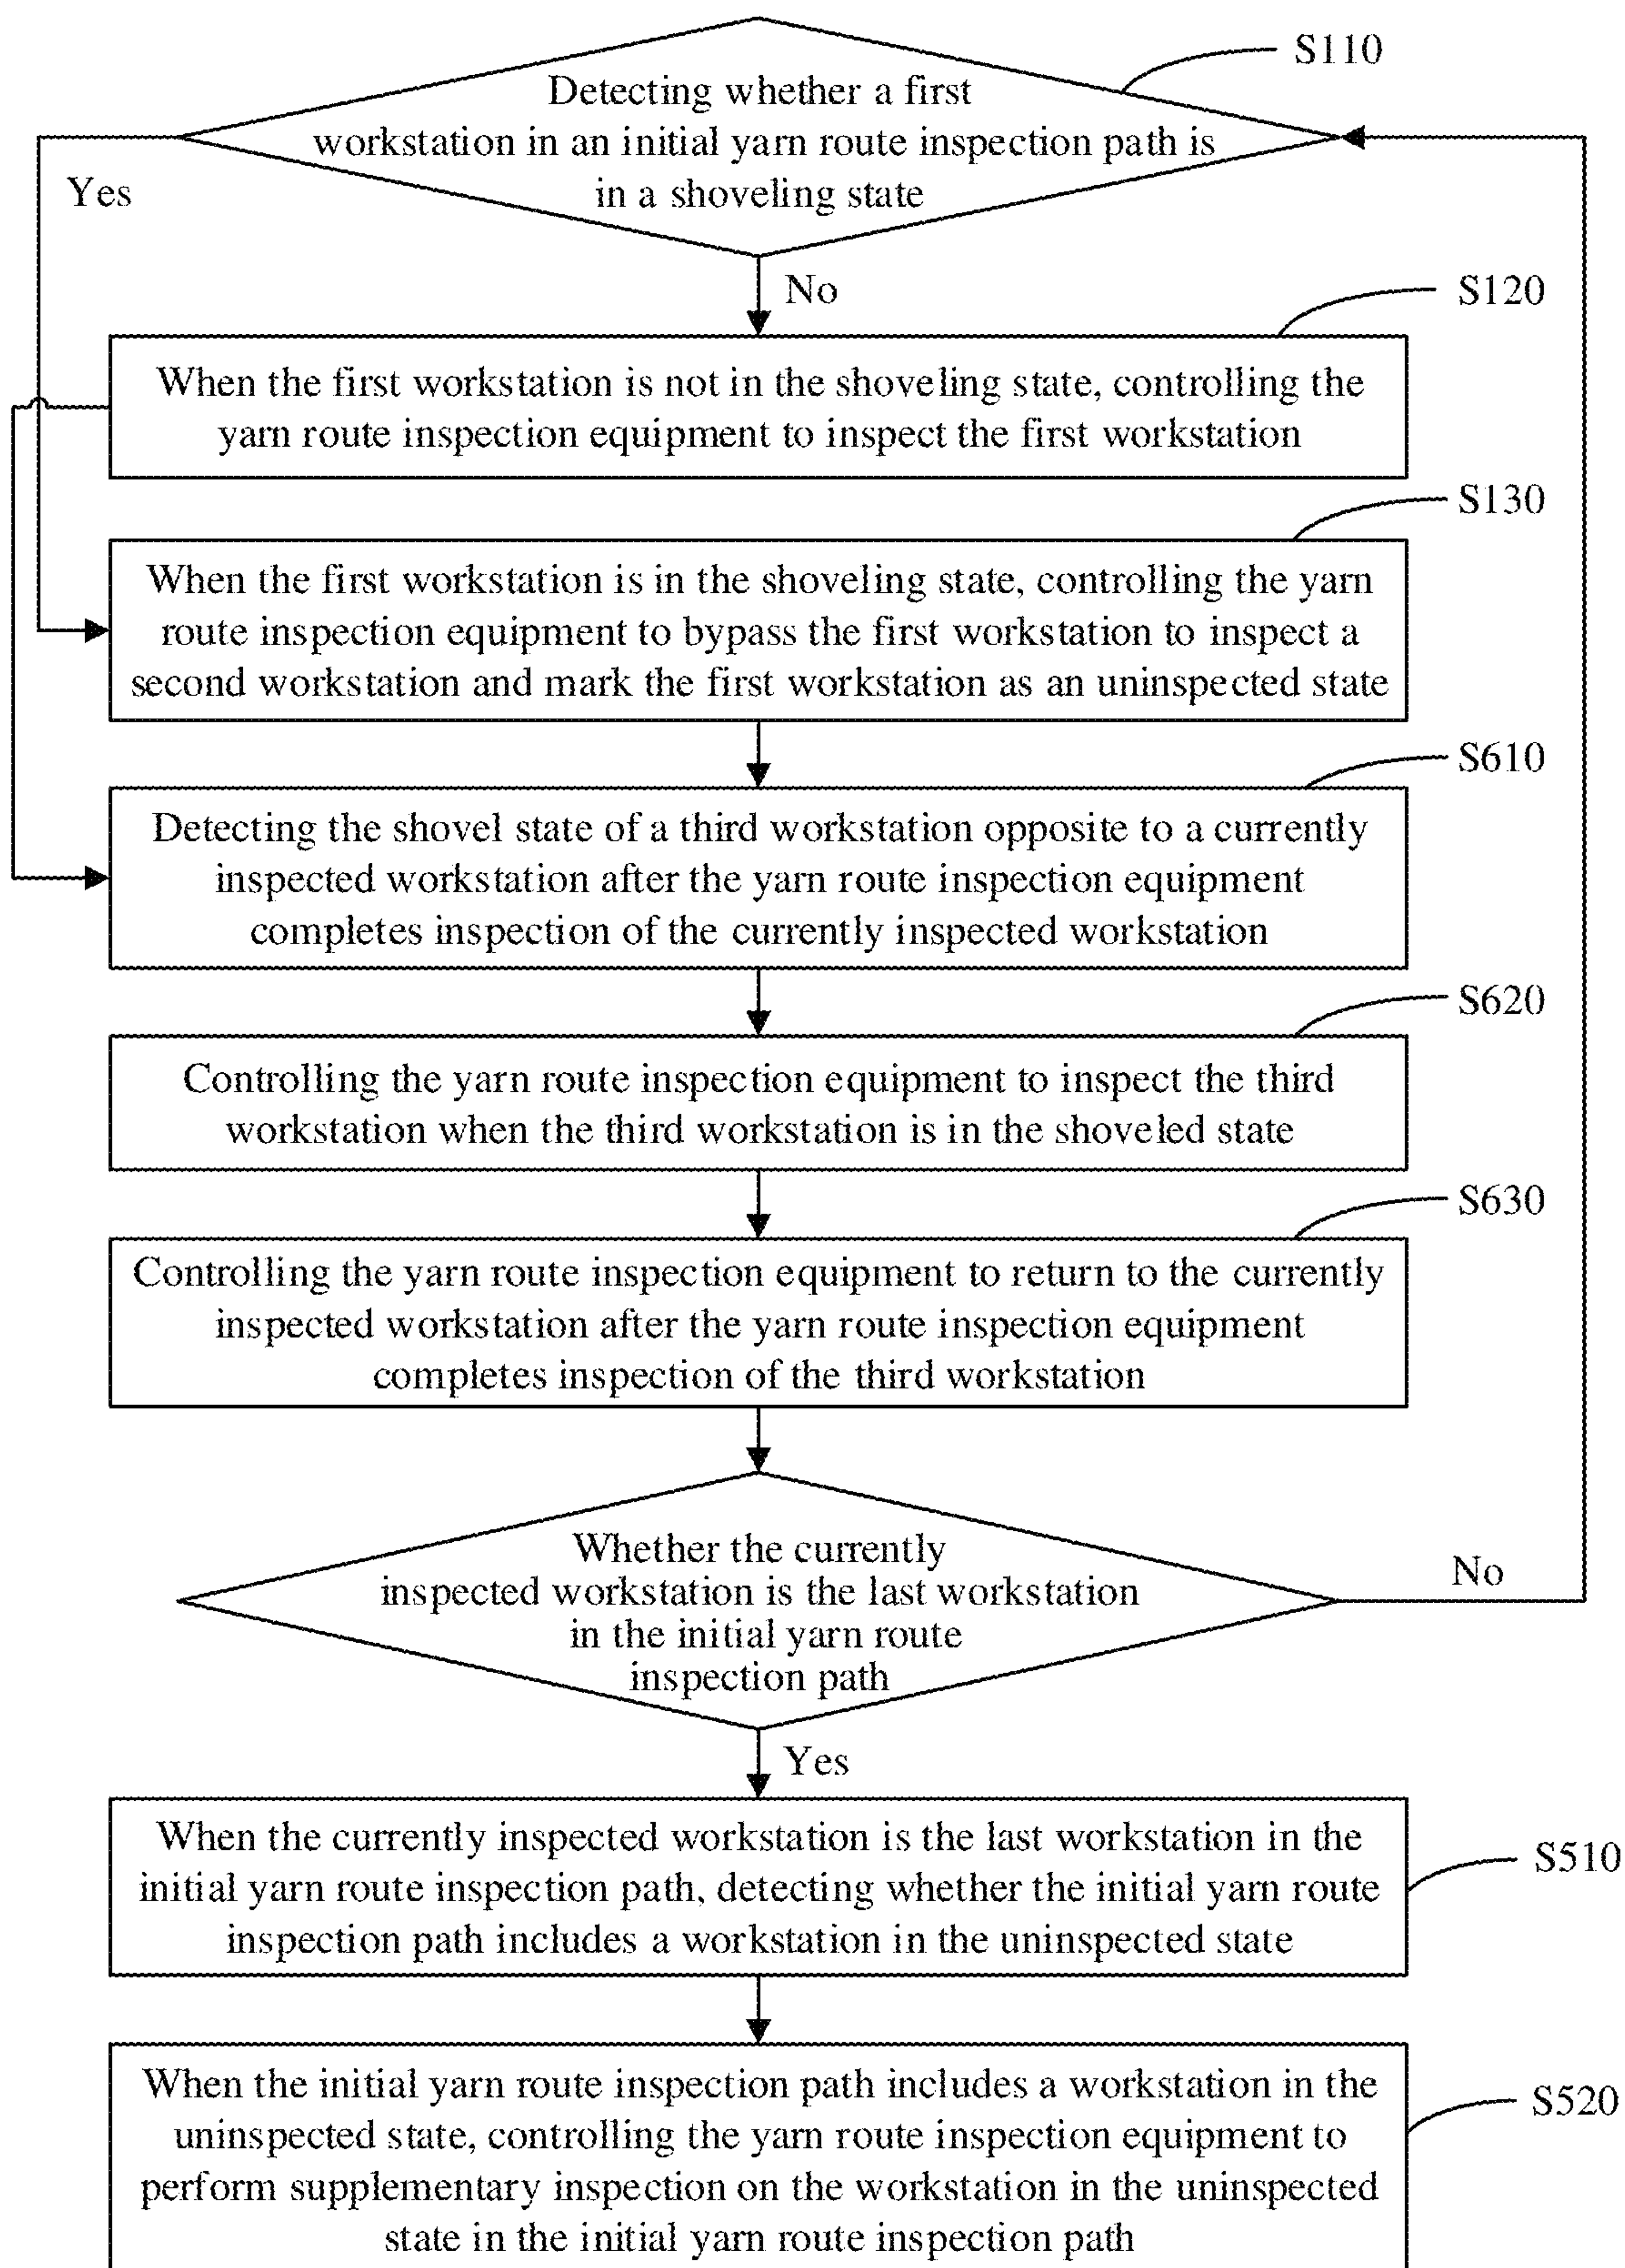 S110
Detecting whether a first
workstation in an initial yarn route inspection path is
in a shoveling state
Yes
No
S120
When the first workstation is not in the shoveling state, controlling the
yarn route inspection equipment to inspect the first workstation
S130
When the first workstation is in the shoveling state, controlling the yarn
route inspection equipment to bypass the first workstation to inspect a
second workstation and mark the first workstation as an uninspected state
S610
Detecting the shovel state of a third workstation opposite to a currently
inspected workstation after the yarn route inspection equipment
completes inspection of the currently inspected workstation
S620
Controlling the yarn route inspection equipment to inspect the third
workstation when the third workstation is in the shoveled state
S630
Controlling the yarn route inspection equipment to return to the currently
inspected workstation after the yarn route inspection equipment
completes inspection of the third workstation
Whether the currently
inspected workstation is the last workstation
in the initial yarn route
inspection path
No
Yes
S510
When the currently inspected workstation is the last workstation in the
initial yarn route inspection path, detecting whether the initial yarn route
inspection path includes a workstation in the uninspected state
S520
When the initial yarn route inspection path includes a workstation in the
uninspected state, controlling the yarn route inspection equipment to
perform supplementary inspection on the workstation in the uninspected
state in the initial yarn route inspection path